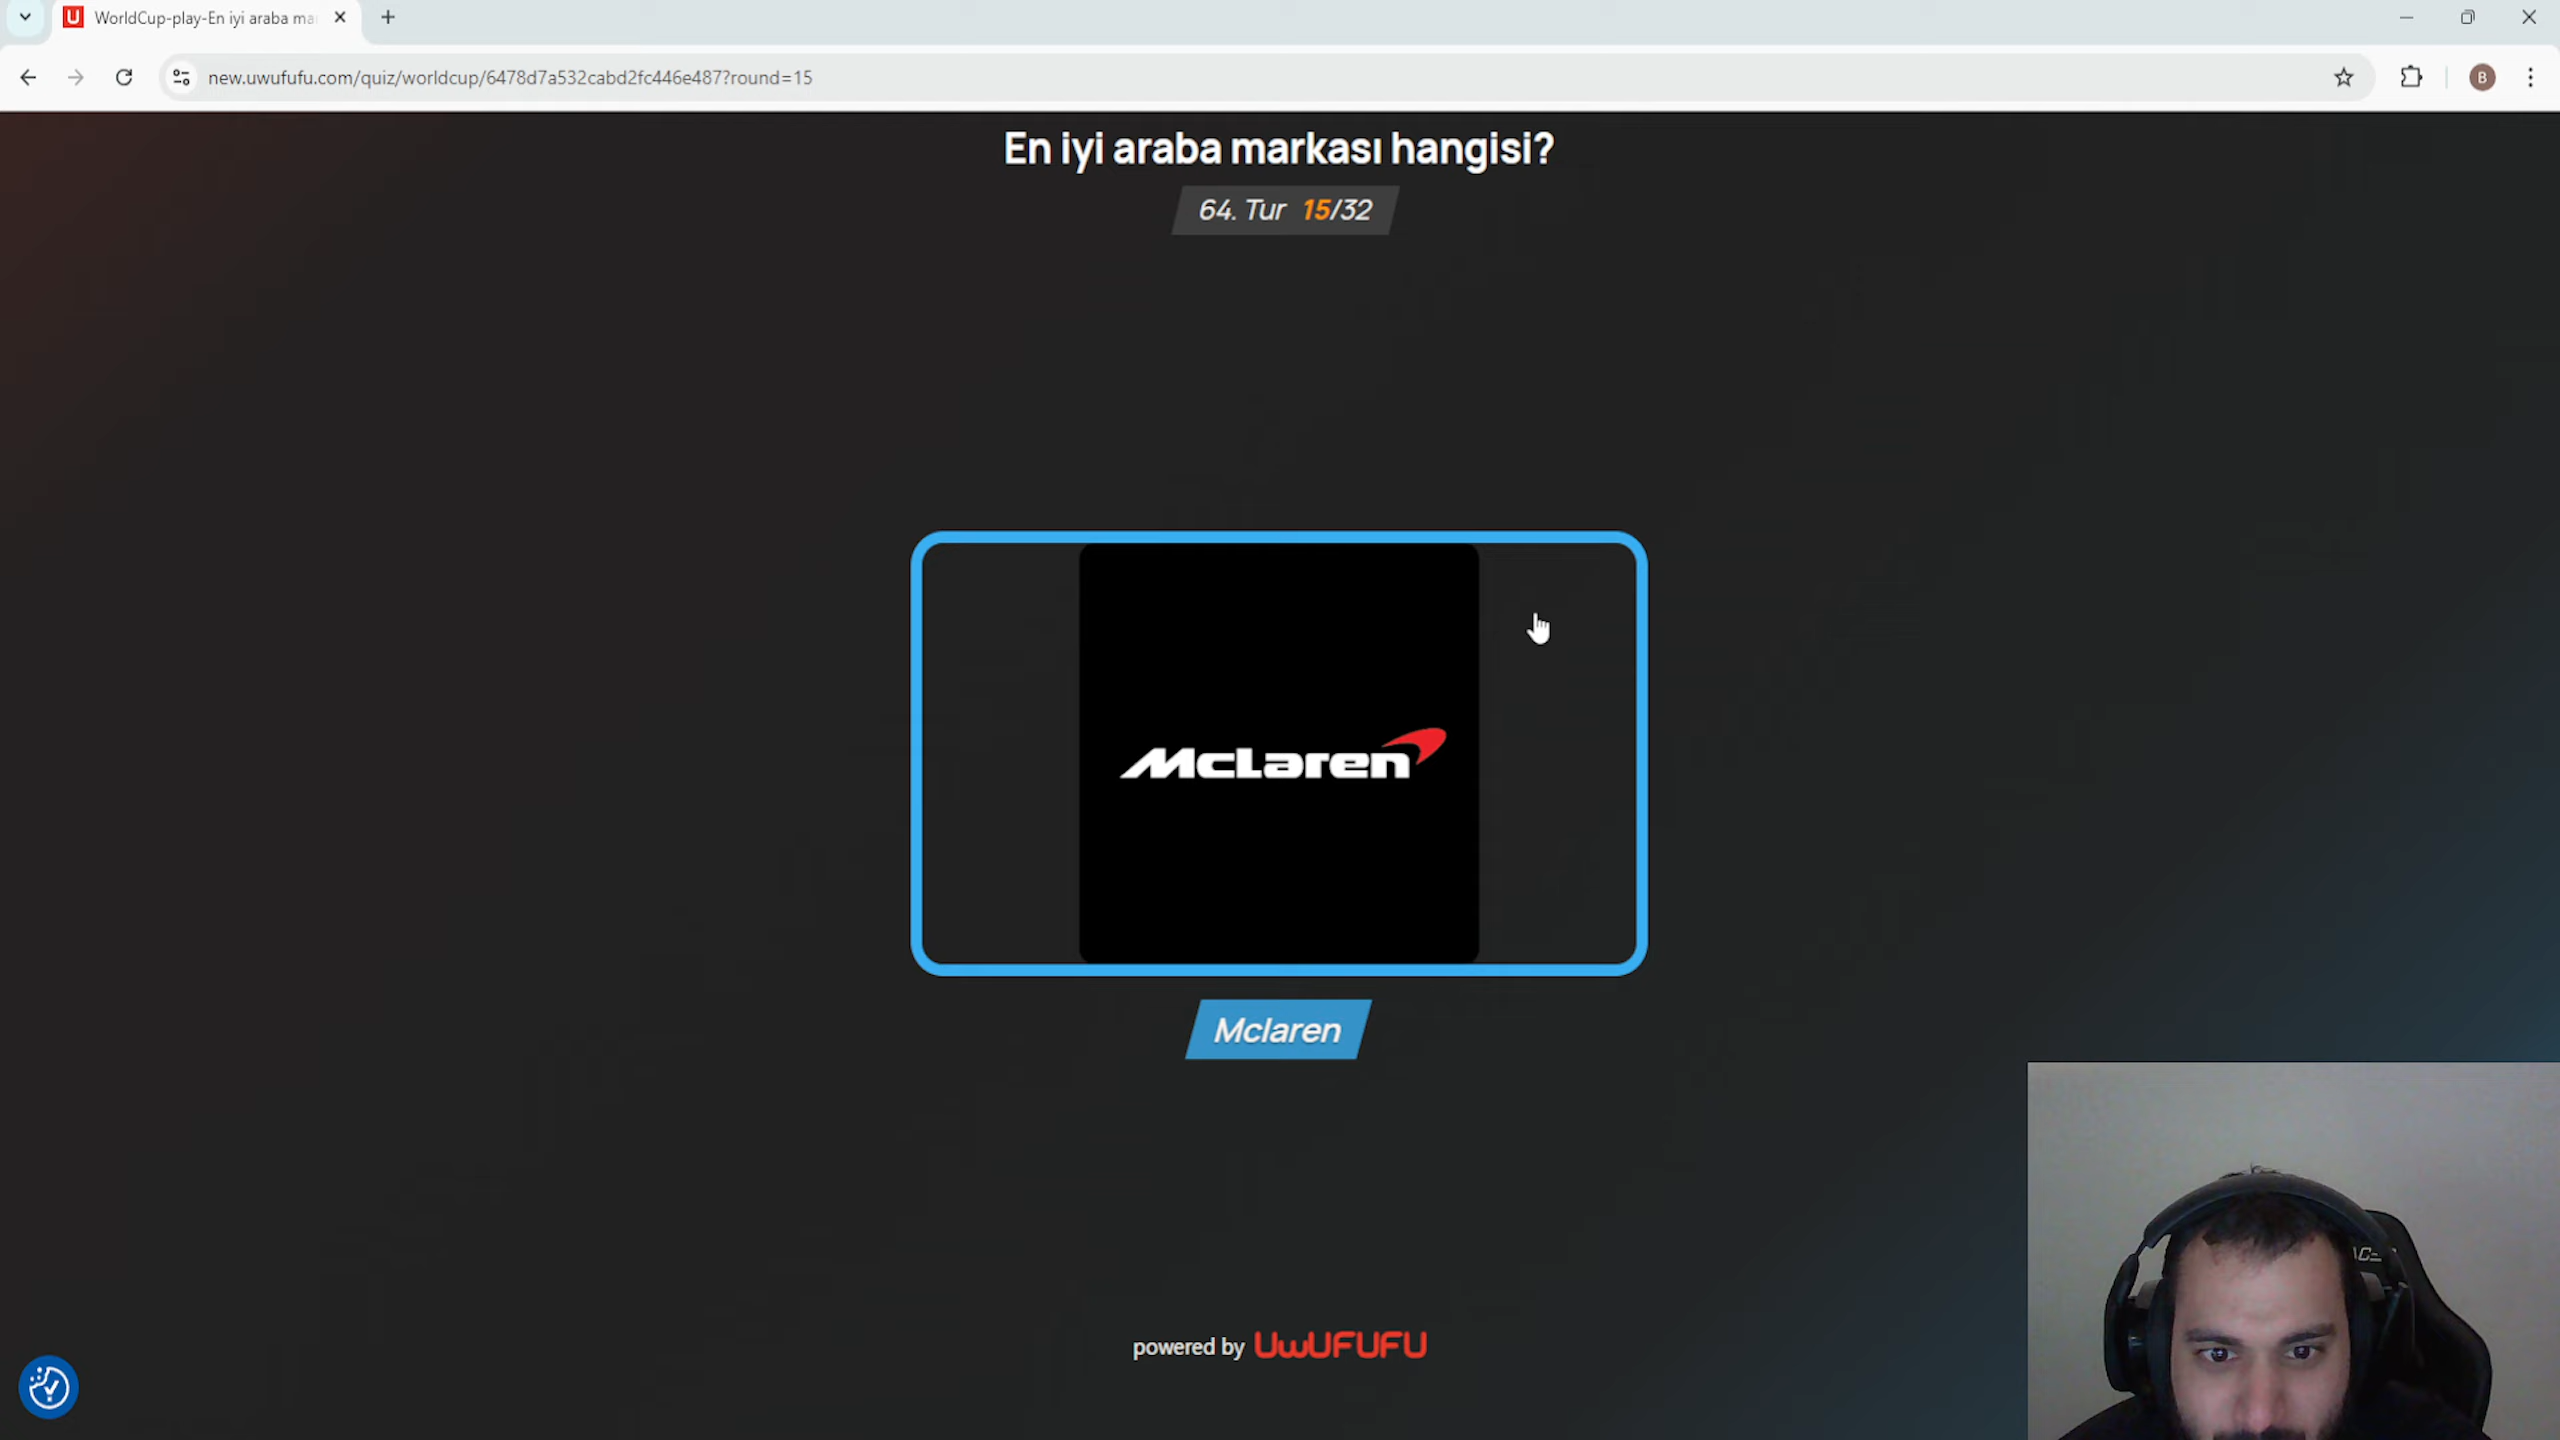 WorldCup-play-En iyi araba ma
new.uwufufu.com/quiz/worldcup/6478d7a532cabd2fc446e487?round=15
B
En iyi araba markası hangisi?
64. Tur 15/32
McLaren
Mclaren
powered by UwUFUFU